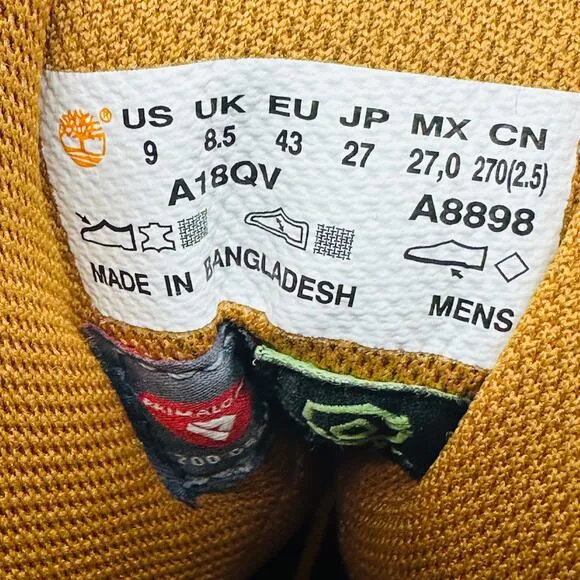 US UK EU JP MX CN
9 8.5 43 27 27,0 270(2.5)
A18QV A8898
MADE IN BANGLADESH MENS